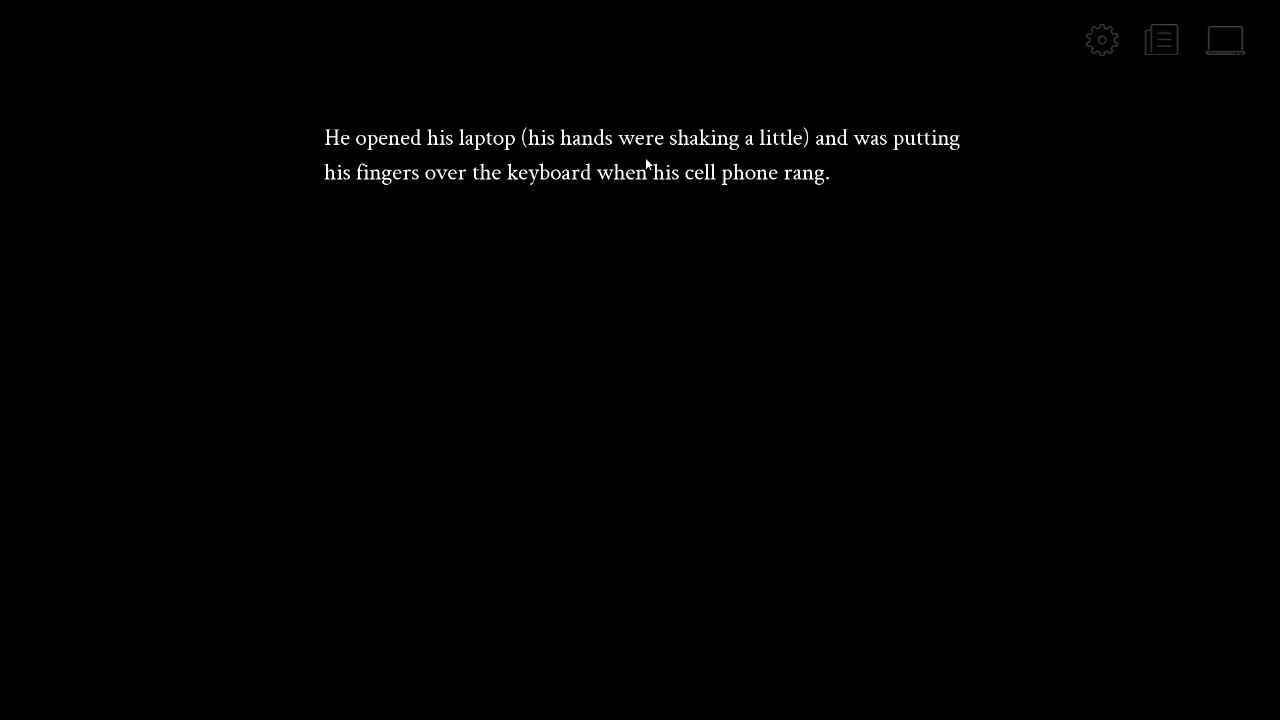 He opened his laptop (his hands were shaking a little) and was putting
his fingers over the keyboard when his cell phone rang.